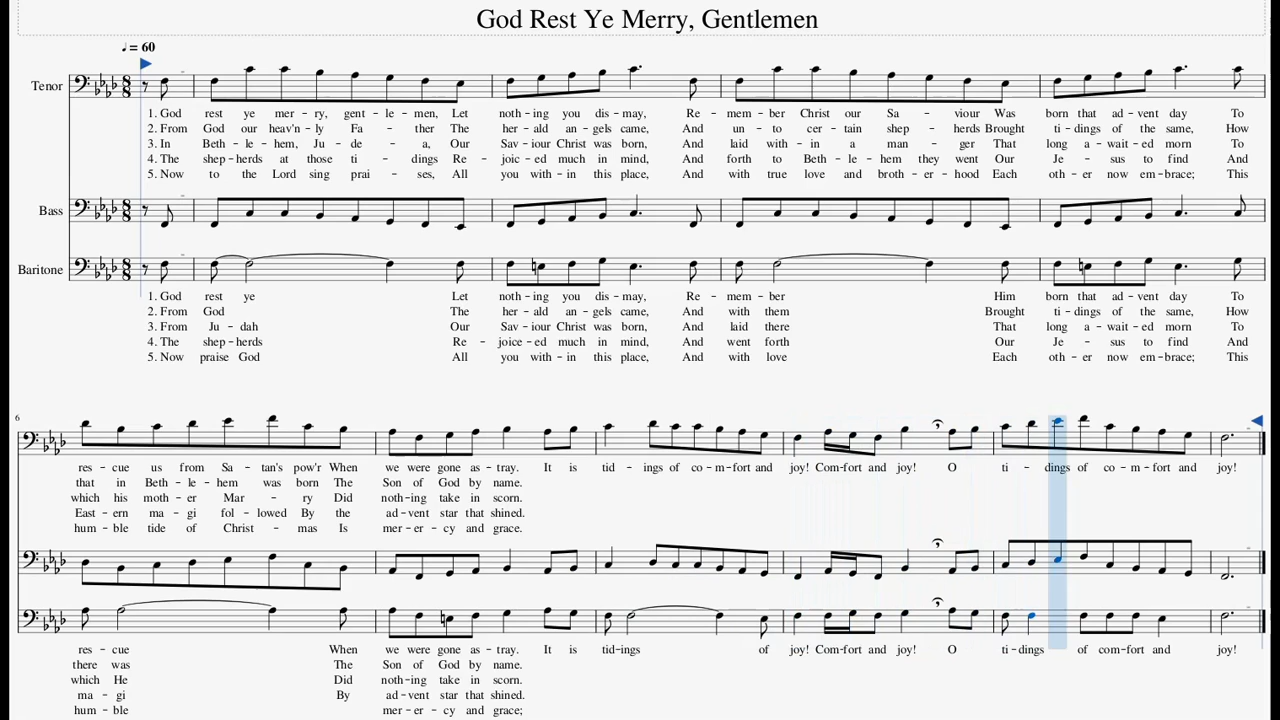 God Rest Ye Merry, Gentlemen
♩ = 60
Tenor
8 8
1. God rest ye mer – ry, gent – le – men, Let noth – ing you dis – may, Re – mem – ber Christ our Sa – viour Was born that ad – vent day To
2. From God our heav'n – ly Fa – ther The her – ald an – gels came, And un – to cer – tain shep – herds Brought ti – dings of the same, How
3. In Beth – le – hem, Ju – de – a, Our Sav – iour Christ was born, And laid with – in a man – ger That long a – wait – ed morn To
4. The shep – herds at those ti – dings Re – joic – ed much in mind, And forth to Beth – le – hem they went Our Je – sus to find And
5. Now to the Lord sing prai – ses, All you with – in this place, And with true love and broth – er – hood Each oth – er now em – brace; This
Bass
8 8
Baritone
8 8
1. God rest ye Let noth – ing you dis – may, Re – mem – ber Him born that ad – vent day To
2. From God The her – ald an – gels came, And with them Brought ti – dings of the same, How
3. From Ju – dah Our Sav – iour Christ was born, And laid there That long a – wait – ed morn To
4. The shep – herds Re – joice – ed much in mind, And went forth Our Je – sus to find And
5. Now praise God All you with – in this place, And with love Each oth – er now em – brace; This
6
res – cue us from Sa – tan's pow'r When we were gone as – tray. It is tid – ings of co – m – fort and joy! Com – fort and joy! O ti – dings of co – m – fort and joy!
that in Beth – le – hem was born The Son of God by name.
which his moth – er Mar – ry Did noth – ing take in scorn.
East – ern ma – gi fol – lowed By the ad – vent star that shined.
hum – ble tide of Christ – mas Is mer – er – cy and grace.
res – cue When we were gone as – tray. It is tid – ings of joy! Com – fort and joy! O ti – dings of com – fort and joy!
there was The Son of God by name.
which He Did noth – ing take in scorn.
ma – gi By ad – vent star that shined.
hum – ble mer – er – cy and grace;